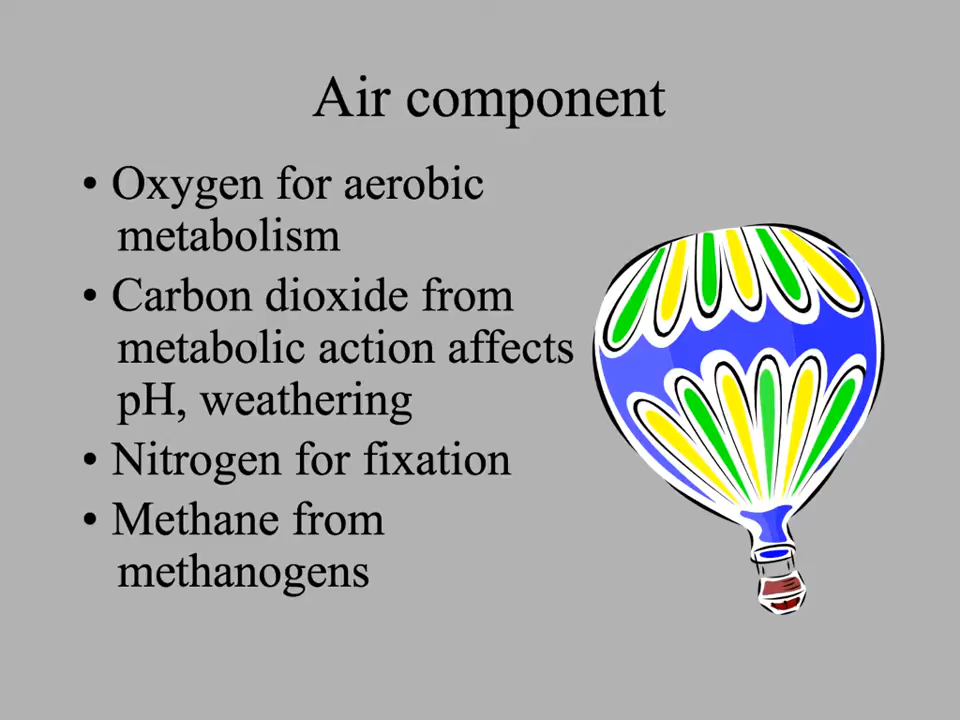 Air component
• Oxygen for aerobic
metabolism
• Carbon dioxide from
metabolic action affects
pH, weathering
• Nitrogen for fixation
• Methane from
methanogens